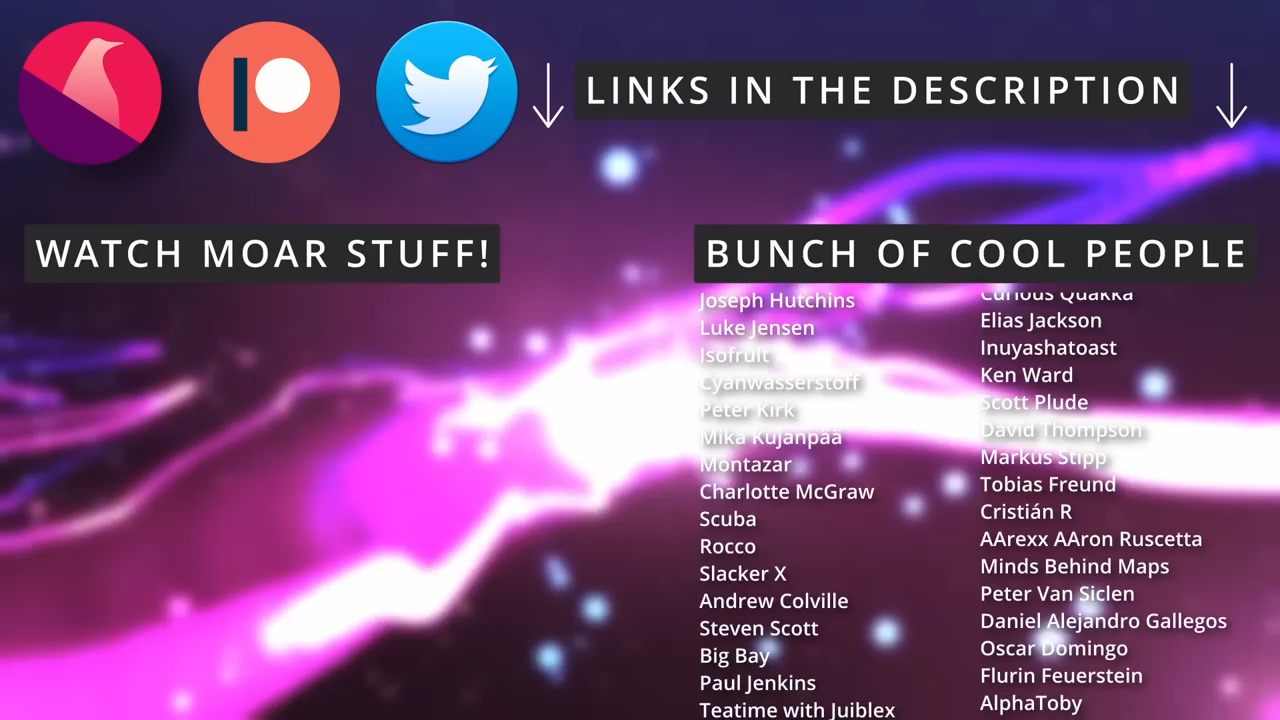 LINKS IN THE DESCRIPTION
WATCH MOAR STUFF!
BUNCH OF COOL PEOPLE
Joseph Hutchins
Luke Jensen
Isofruit
Cyanwasserstoff
Peter Kirk
Mika Kujanpää
Montazar
Charlotte McGraw
Scuba
Rocco
Slacker X
Andrew Colville
Steven Scott
Big Bay
Paul Jenkins
Teatime with Juiblex
Curious Quakka
Elias Jackson
Inuyashatoast
Ken Ward
Scott Plude
David Thompson
Markus Stipp
Tobias Freund
Cristián R
AArexx AAron Ruscetta
Minds Behind Maps
Peter Van Siclen
Daniel Alejandro Gallegos
Oscar Domingo
Flurin Feuerstein
AlphaToby